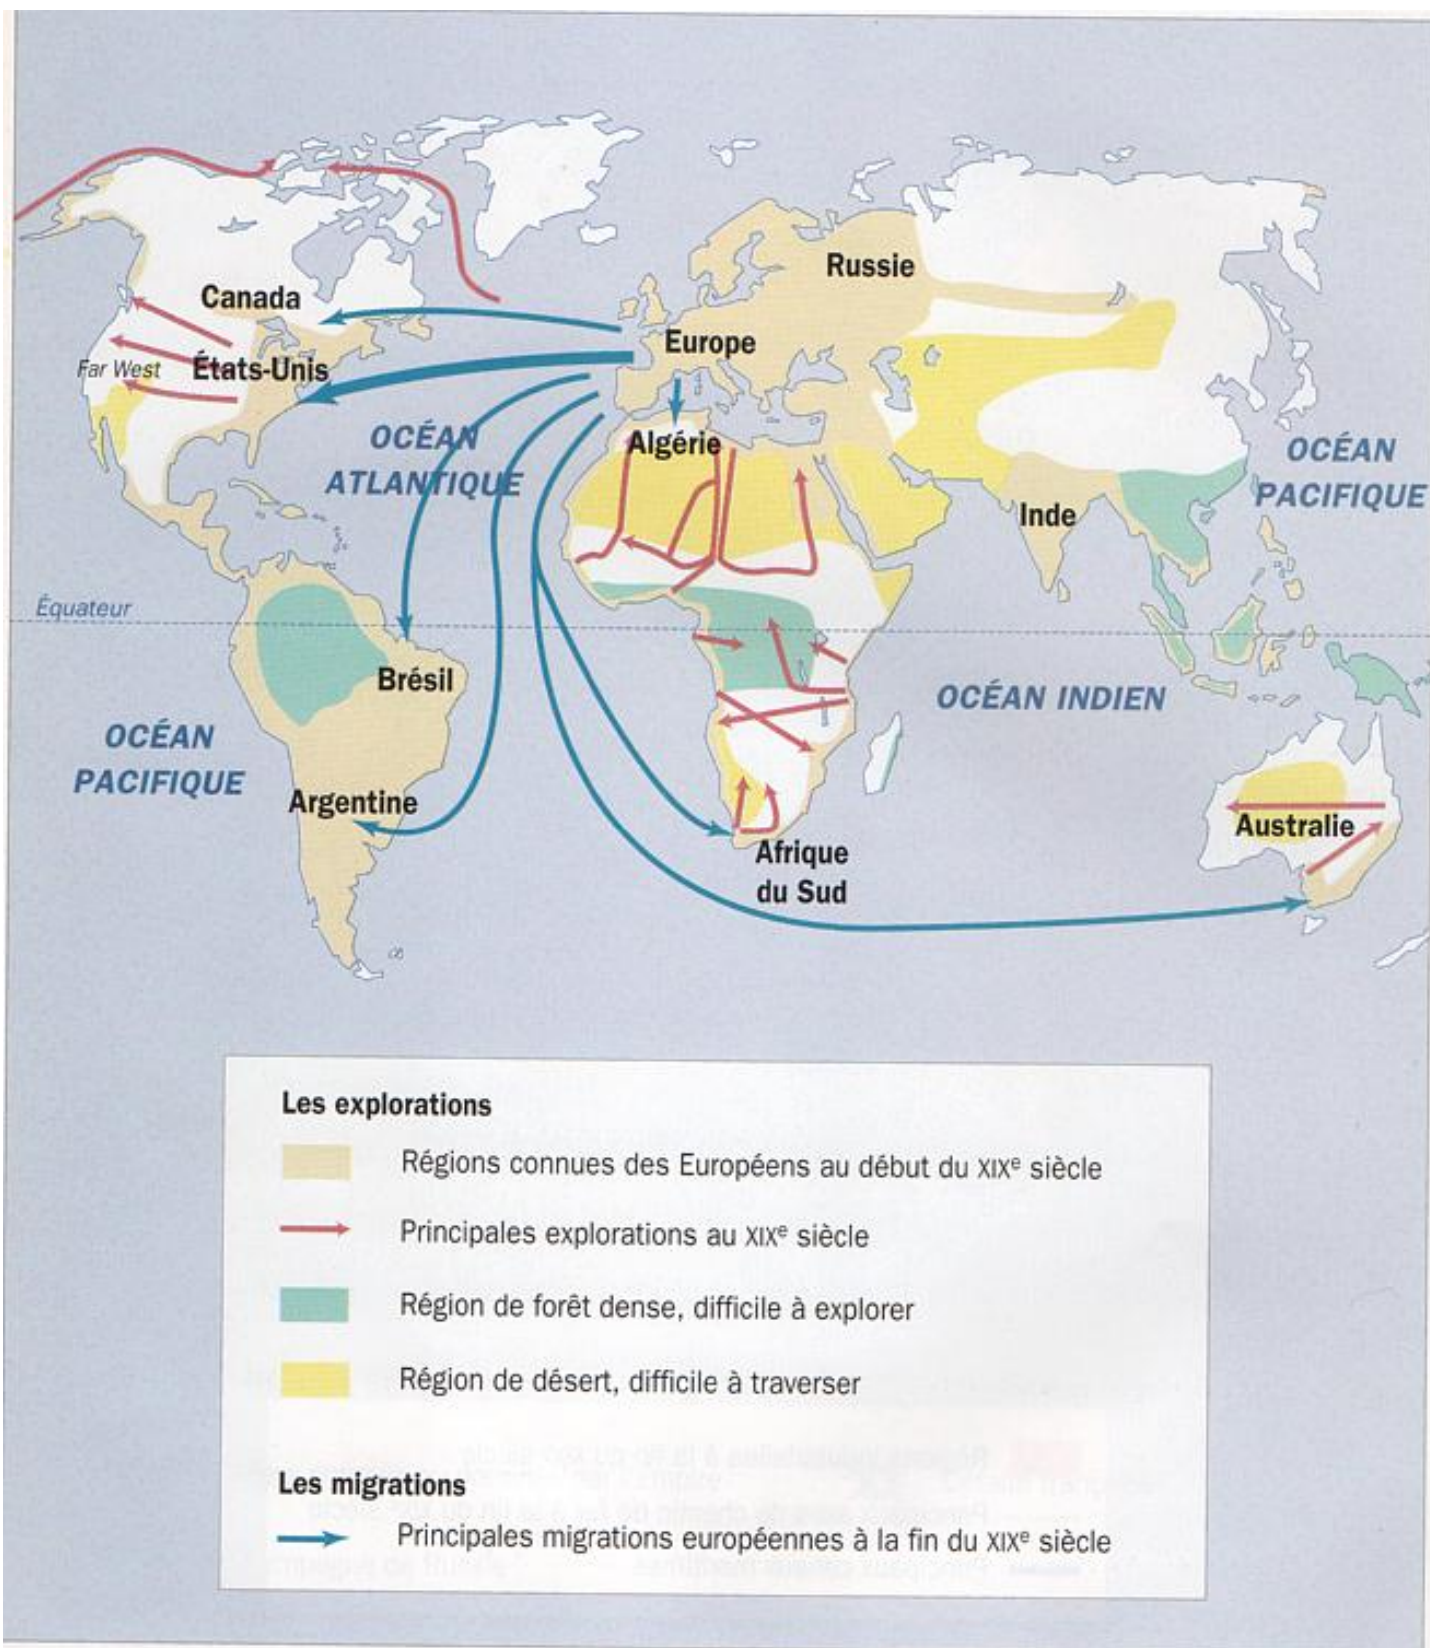 Russie
Canada
Europe
Far West
États-Unis
OCÉAN
ATLANTIQUE
Algérie
OCÉAN
PACIFIQUE
Inde
Équateur
Brésil
OCÉAN INDIEN
OCÉAN
PACIFIQUE
Argentine
Australie
Afrique
du Sud
Les explorations
Régions connues des Européens au début du XIXe siècle
Principales explorations au XIXe siècle
Région de forêt dense, difficile à explorer
Région de désert, difficile à traverser
Les migrations
Principales migrations européennes à la fin du XIXe siècle